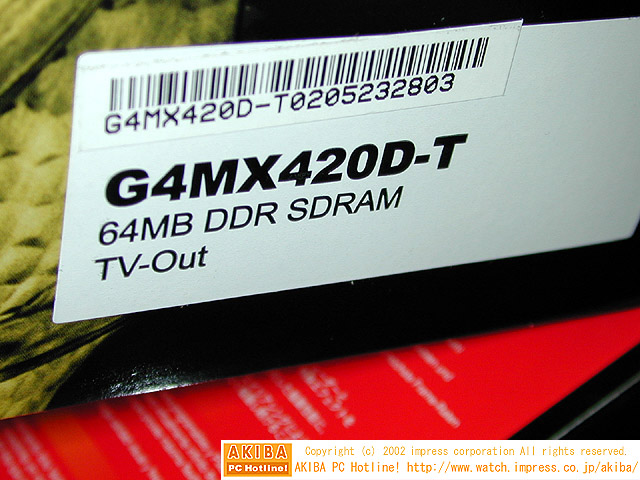 G4MX420D-T0205232803
G4MX420D-T
64MB DDR SDRAM
TV-Out
AKIBA
PC Hotline!
Copyright (c) 2002 impress corporation All rights reserved.
AKIBA PC Hotline! http://www.watch.impress.co.jp/akiba/